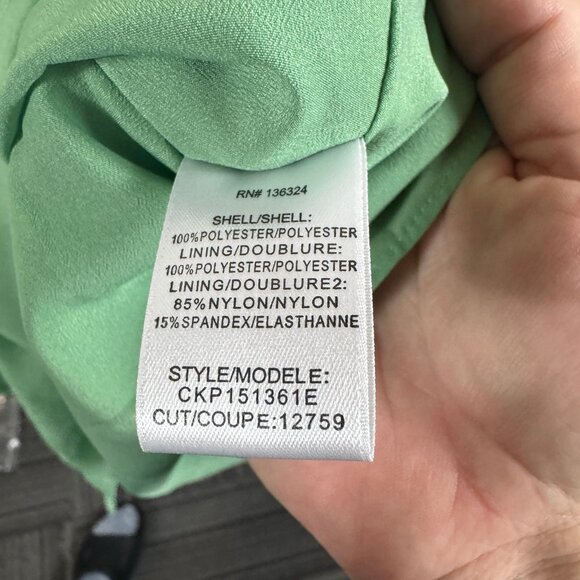 RN# 136324
SHELL/SHELL:
100%POLYESTER/POLYESTER
LINING/DOUBLURE:
100%POLYESTER/POLYESTER
LINING/DOUBLURE2:
85%NYLON/NYLON
15%SPANDEX/ELASTHANNE
STYLE/MODELE:
CKP151361E
CUT/COUPE:12759